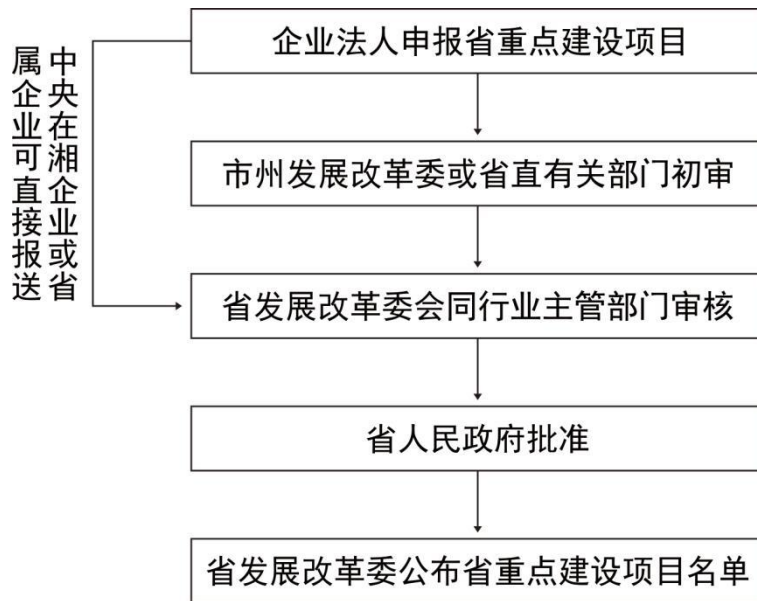 企业法人申报省重点建设项目
中央在湘企业或省
属企业可直接报送
市州发展改革委或省直有关部门初审
省发展改革委会同行业主管部门审核
省人民政府批准
省发展改革委公布省重点建设项目名单